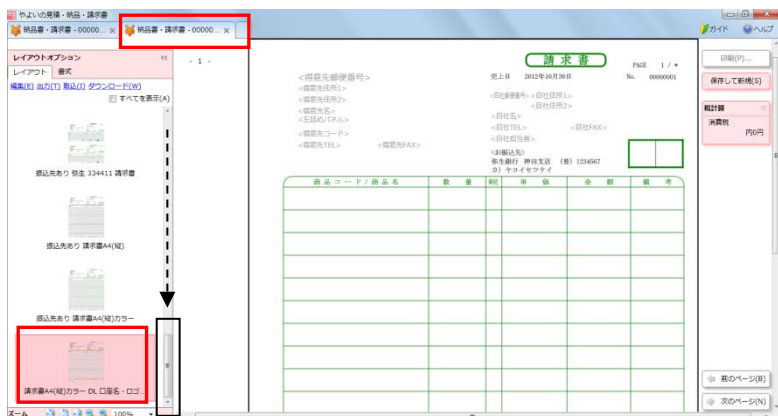 やよいの見積・納品・請求書
納品書・請求書 - 00000... x
納品書・請求書 - 00000... x
ガイド
ヘルプ
レイアウトオプション <<
レイアウト 書式
編集(E) 出力(T) 取込(I) ダウンロード(W)
すべてを表示(A)
振込先あり 弥生 334411 請求書
振込先あり 請求書A4(縦)
振込先あり 請求書A4(縦)カラー
請求書A4(縦)カラー DL 口座名・ロゴ...
ズーム 100%
- 1 -
請求書
PAGE 1 / *
売上日 2012年10月30日 No. 00000001
<得意先郵便番号>
<得意先住所1>
<得意先住所2>
<得意先名>
<左詰めパネル>
<得意先コード>
<得意先TEL> <得意先FAX>
<自社郵便番号> <自社住所1>
<自社住所2>
<自社名>
<自社TEL> <自社FAX>
<自社担当者>
<お振込先>
弥生銀行 神田支店 (普) 1234567
カ) ヤヨイセツケイ
商品コード/商品名 数量 単位 単価 金額 備考
印刷(P)...
保存して新規(S)
税計算
消費税
内0円
前のページ(B)
次のページ(N)